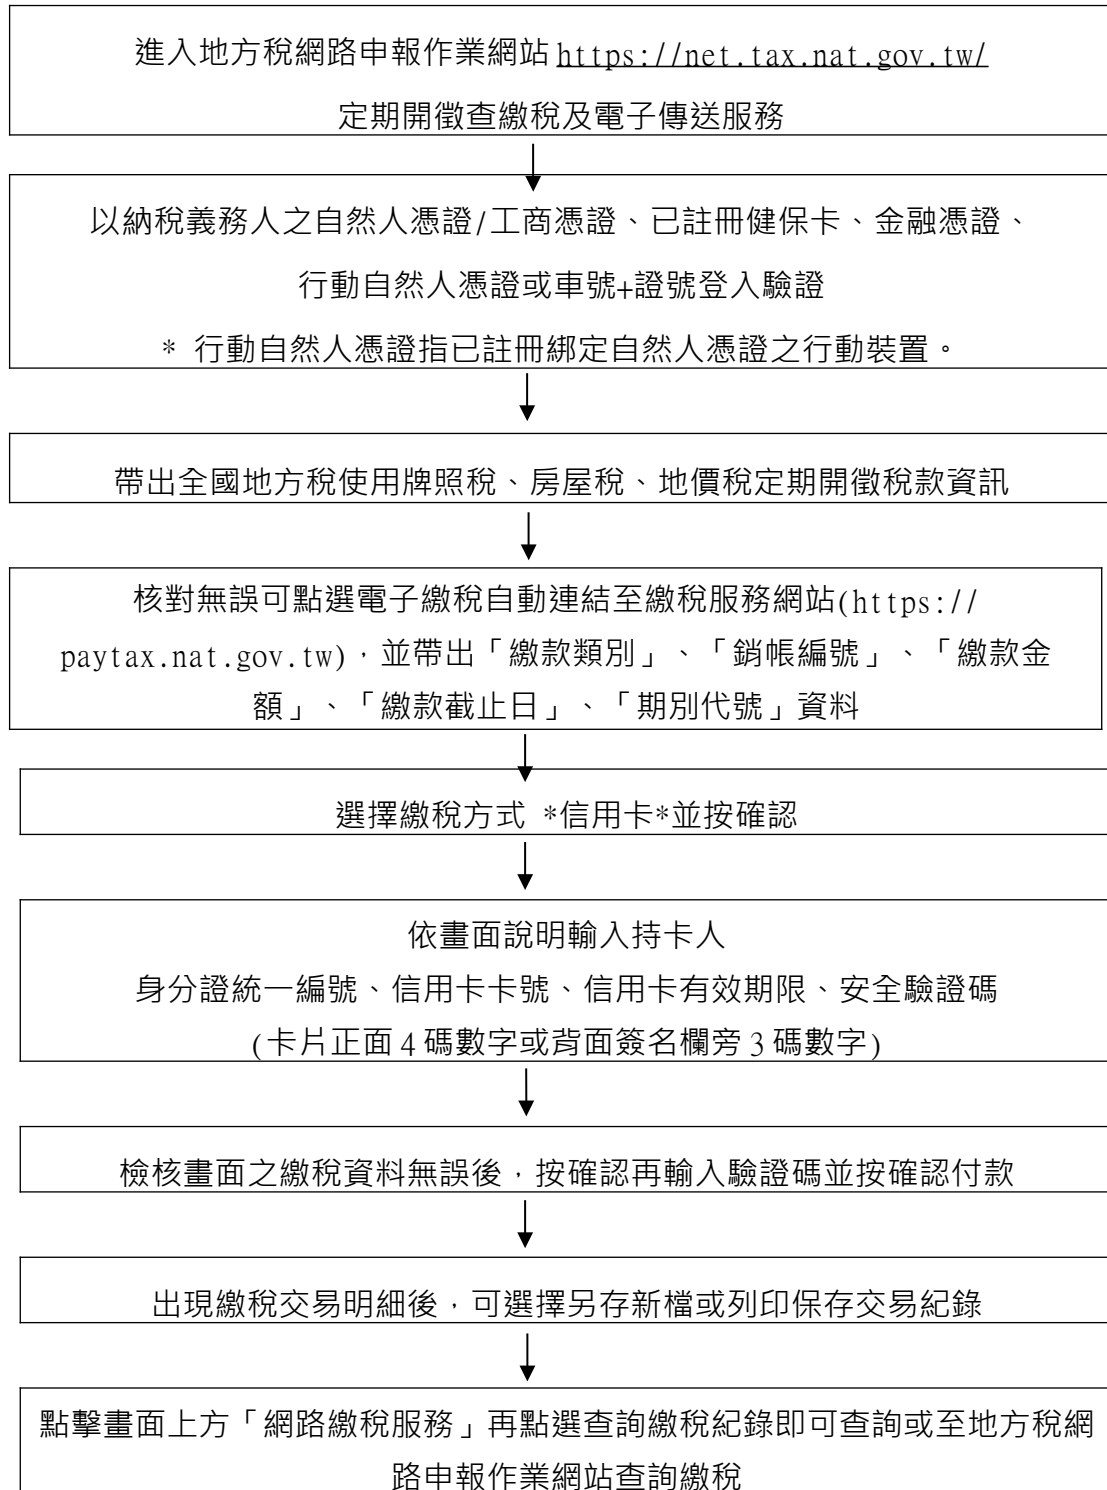 進入地方稅網路申報作業網站 https://net.tax.nat.gov.tw/
定期開徵查繳稅及電子傳送服務
以納稅義務人之自然人憑證/工商憑證、已註冊健保卡、金融憑證、
行動自然人憑證或車號+證號登入驗證
* 行動自然人憑證指已註冊綁定自然人憑證之行動裝置。
帶出全國地方稅使用牌照稅、房屋稅、地價稅定期開徵稅款資訊
核對無誤可點選電子繳稅自動連結至繳稅服務網站(https://
paytax.nat.gov.tw)，並帶出「繳款類別」、「銷帳編號」、「繳款金
額」、「繳款截止日」、「期別代號」資料
選擇繳稅方式 *信用卡*並按確認
依畫面說明輸入持卡人
身分證統一編號、信用卡卡號、信用卡有效期限、安全驗證碼
(卡片正面 4 碼數字或背面簽名欄旁 3 碼數字)
檢核畫面之繳稅資料無誤後，按確認再輸入驗證碼並按確認付款
出現繳稅交易明細後，可選擇另存新檔或列印保存交易紀錄
點擊畫面上方「網路繳稅服務」再點選查詢繳稅紀錄即可查詢或至地方稅網
路申報作業網站查詢繳稅